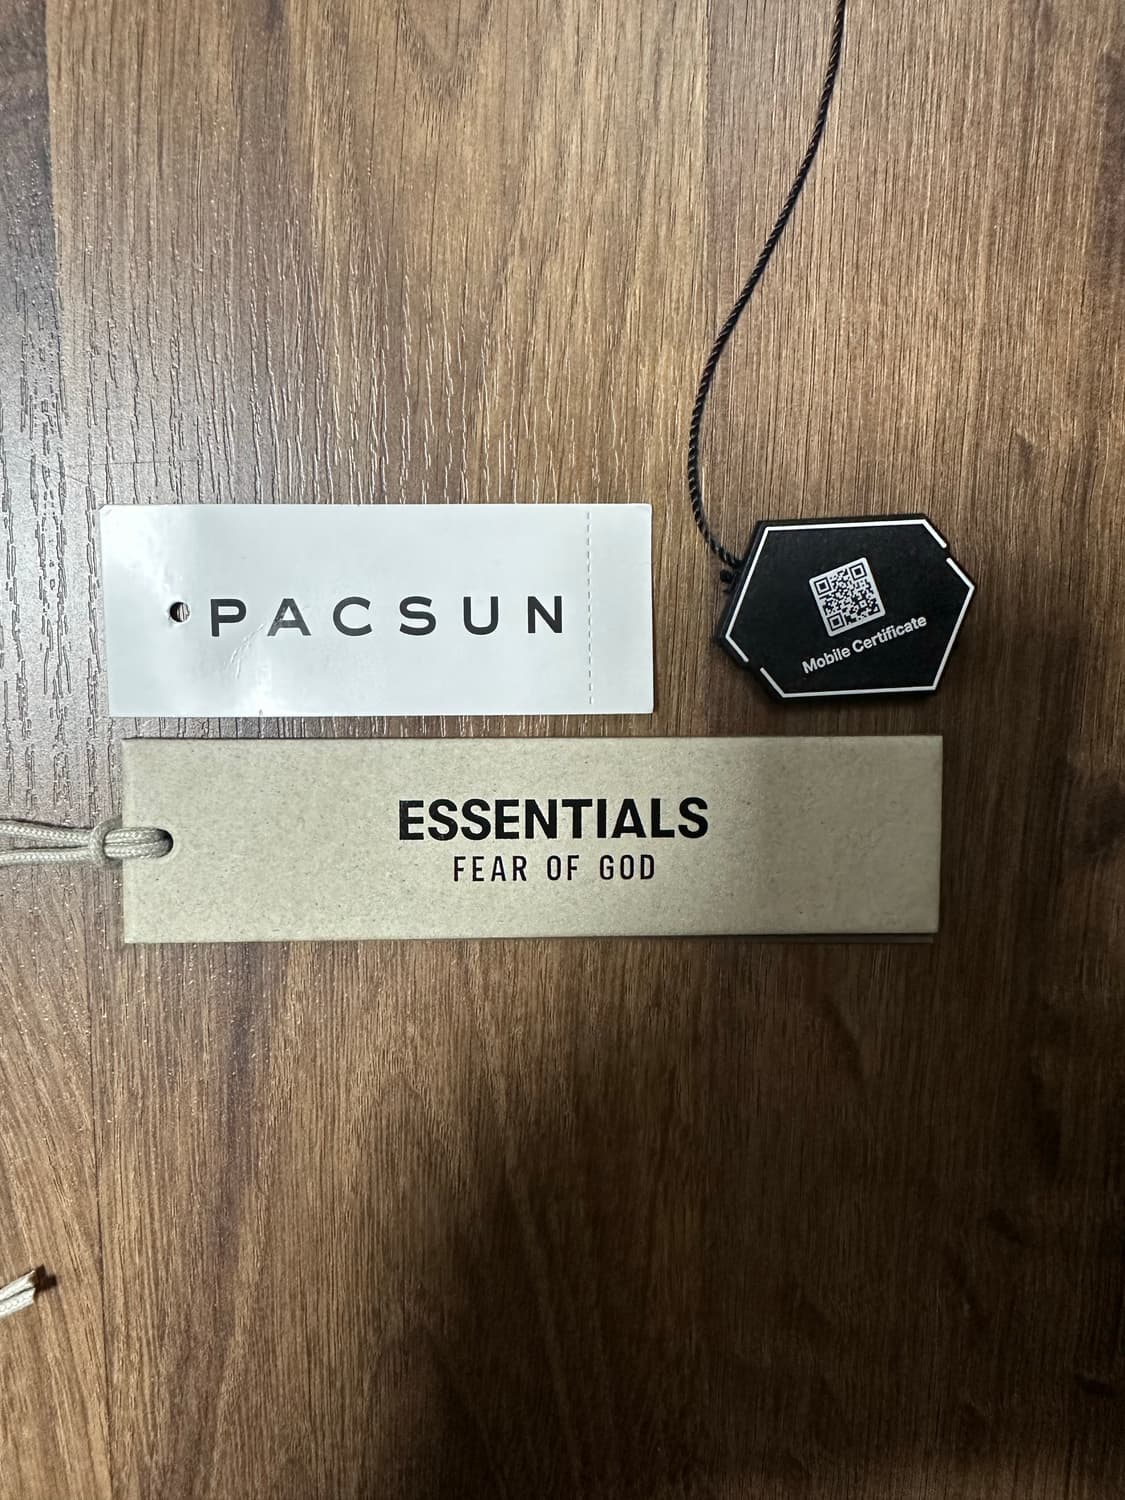 PACSUN
Mobile Certificate
ESSENTIALS
FEAR OF GOD